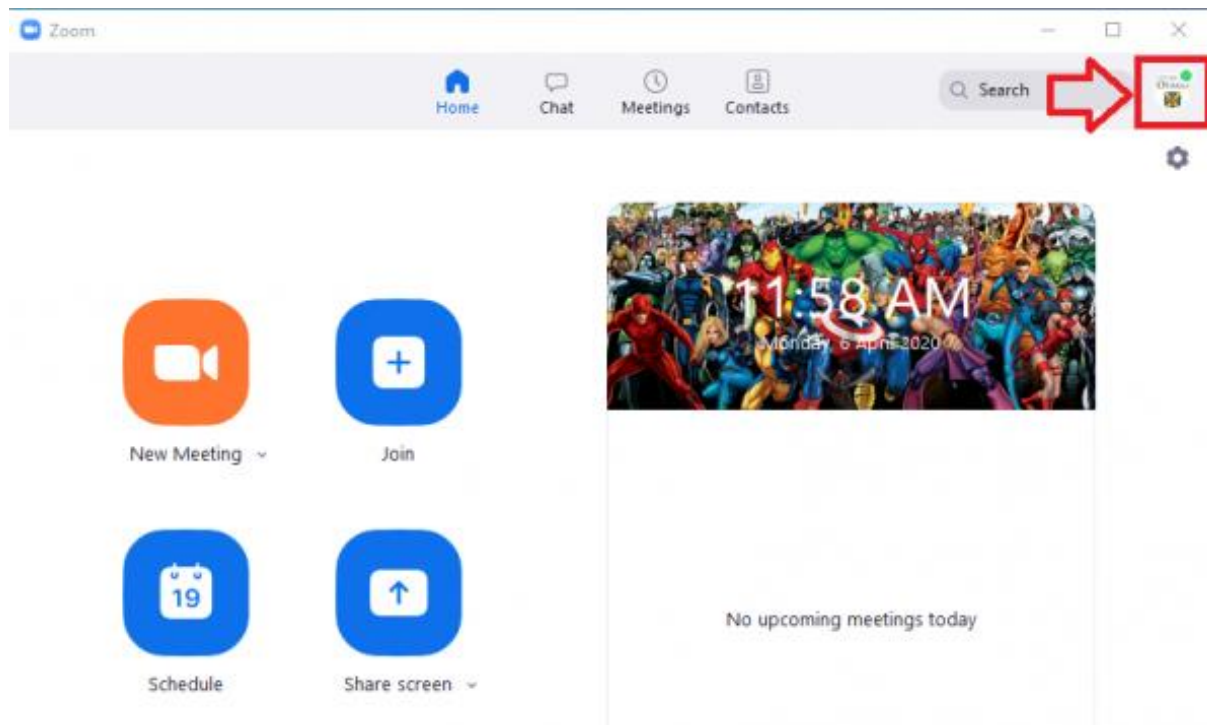 Zoom
Home
Chat
Meetings
Contacts
Search
11:58 AM
Monday, 6 April 2020
New Meeting
Join
19
Schedule
Share screen
No upcoming meetings today